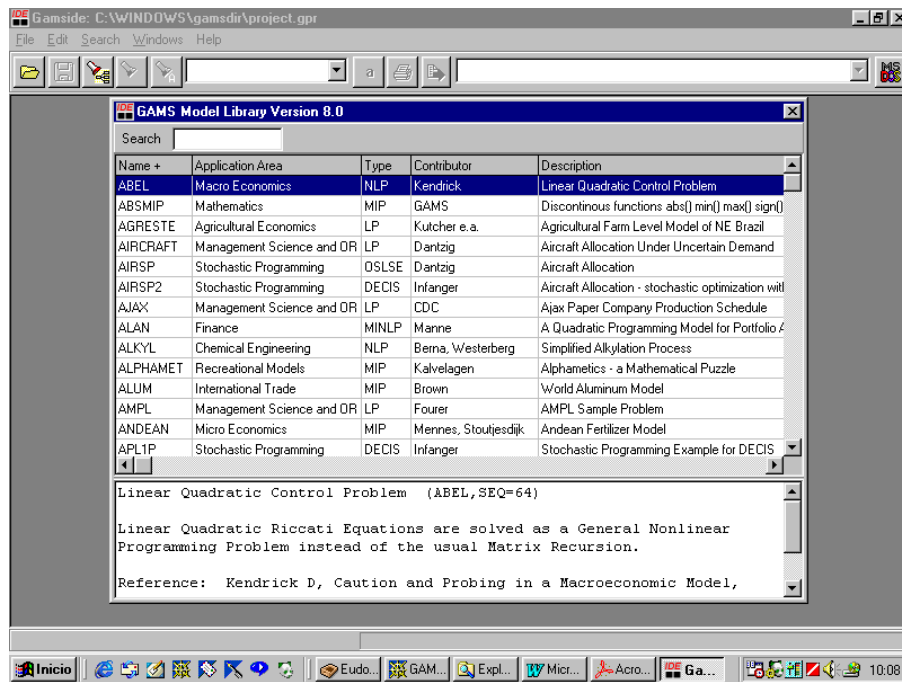 IDE Gamside: C:\WINDOWS\gamsdir\project.gpr
File Edit Search Windows Help
a MS DOS
IDE GAMS Model Library Version 8.0
Search
Name + Application Area Type Contributor Description
ABEL Macro Economics NLP Kendrick Linear Quadratic Control Problem
ABSMIP Mathematics MIP GAMS Discontinous functions abs() min() max() sign()
AGRESTE Agricultural Economics LP Kutcher e.a. Agricultural Farm Level Model of NE Brazil
AIRCRAFT Management Science and OR LP Dantzig Aircraft Allocation Under Uncertain Demand
AIRSP Stochastic Programming OSLSE Dantzig Aircraft Allocation
AIRSP2 Stochastic Programming DECIS Infanger Aircraft Allocation - stochastic optimization wit
AJAX Management Science and OR LP CDC Ajax Paper Company Production Schedule
ALAN Finance MINLP Manne A Quadratic Programming Model for Portfolio A
ALKYL Chemical Engineering NLP Berna, Westerberg Simplified Alkylation Process
ALPHAMET Recreational Models MIP Kalvelagen Alphametics - a Mathematical Puzzle
ALUM International Trade MIP Brown World Aluminum Model
AMPL Management Science and OR LP Fourer AMPL Sample Problem
ANDEAN Micro Economics MIP Mennes, Stoutjesdijk Andean Fertilizer Model
APL1P Stochastic Programming DECIS Infanger Stochastic Programming Example for DECIS
Linear Quadratic Control Problem (ABEL,SEQ=64)
Linear Quadratic Riccati Equations are solved as a General Nonlinear
Programming Problem instead of the usual Matrix Recursion.
Reference: Kendrick D, Caution and Probing in a Macroeconomic Model,
Inicio Eudo... GAM... Expl... Micr... Acro... IDE Ga... 10:08